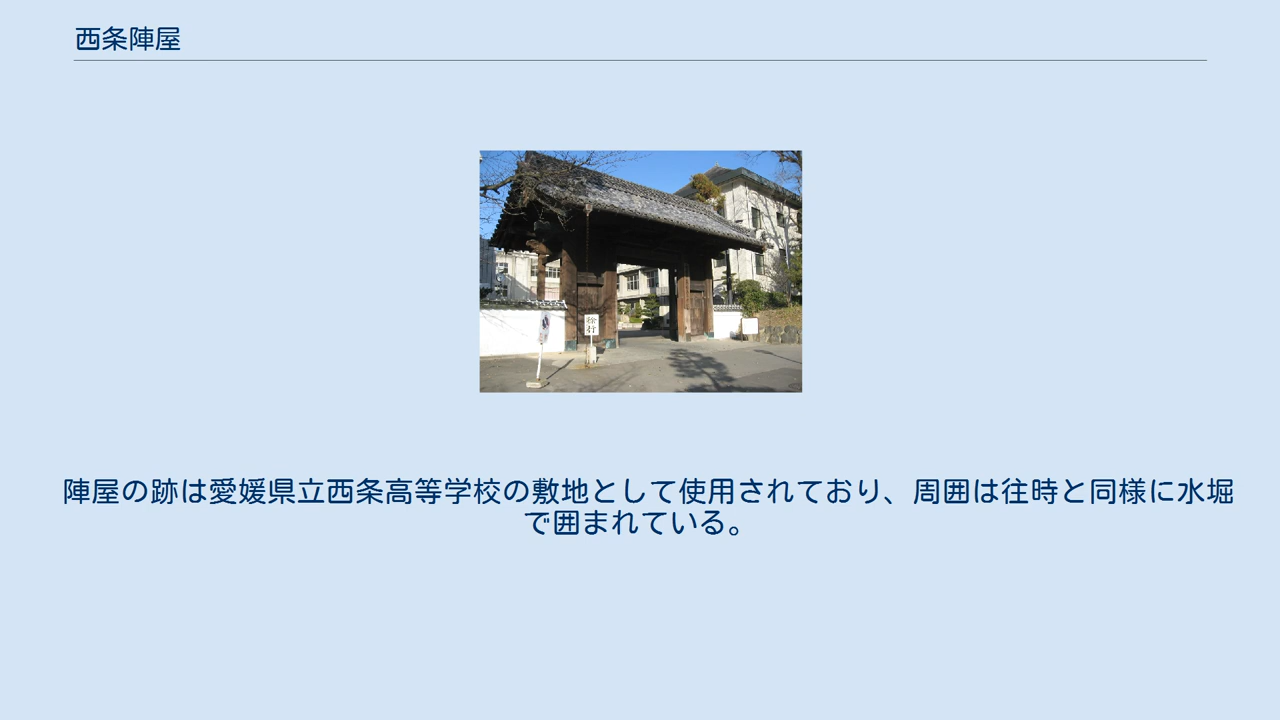 西条陣屋
徐行
陣屋の跡は愛媛県立西条高等学校の敷地として使用されており、周囲は往時と同様に水堀
で囲まれている。